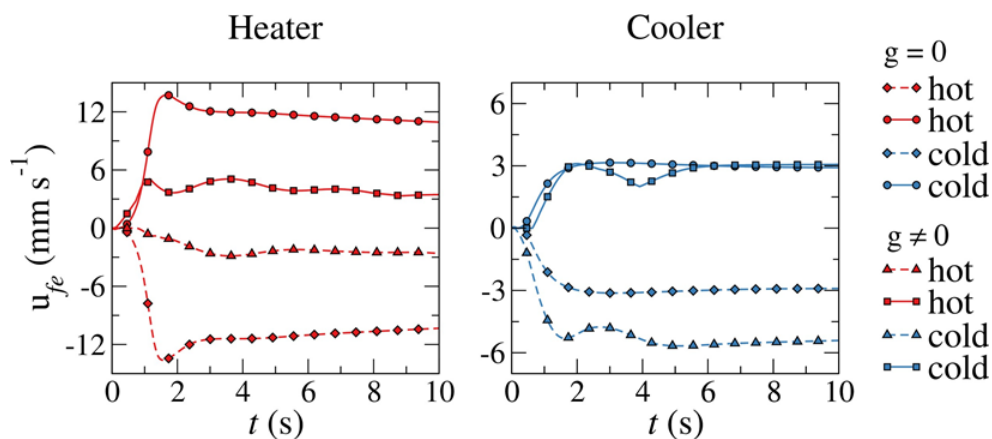 Heater
Cooler
u_fe (mm s⁻¹)
12
6
0
-6
-12
0 2 4 6 8 10
t (s)
6
3
0
-3
-6
0 2 4 6 8 10
t (s)
g = 0
hot
hot
cold
cold
g ≠ 0
hot
hot
cold
cold